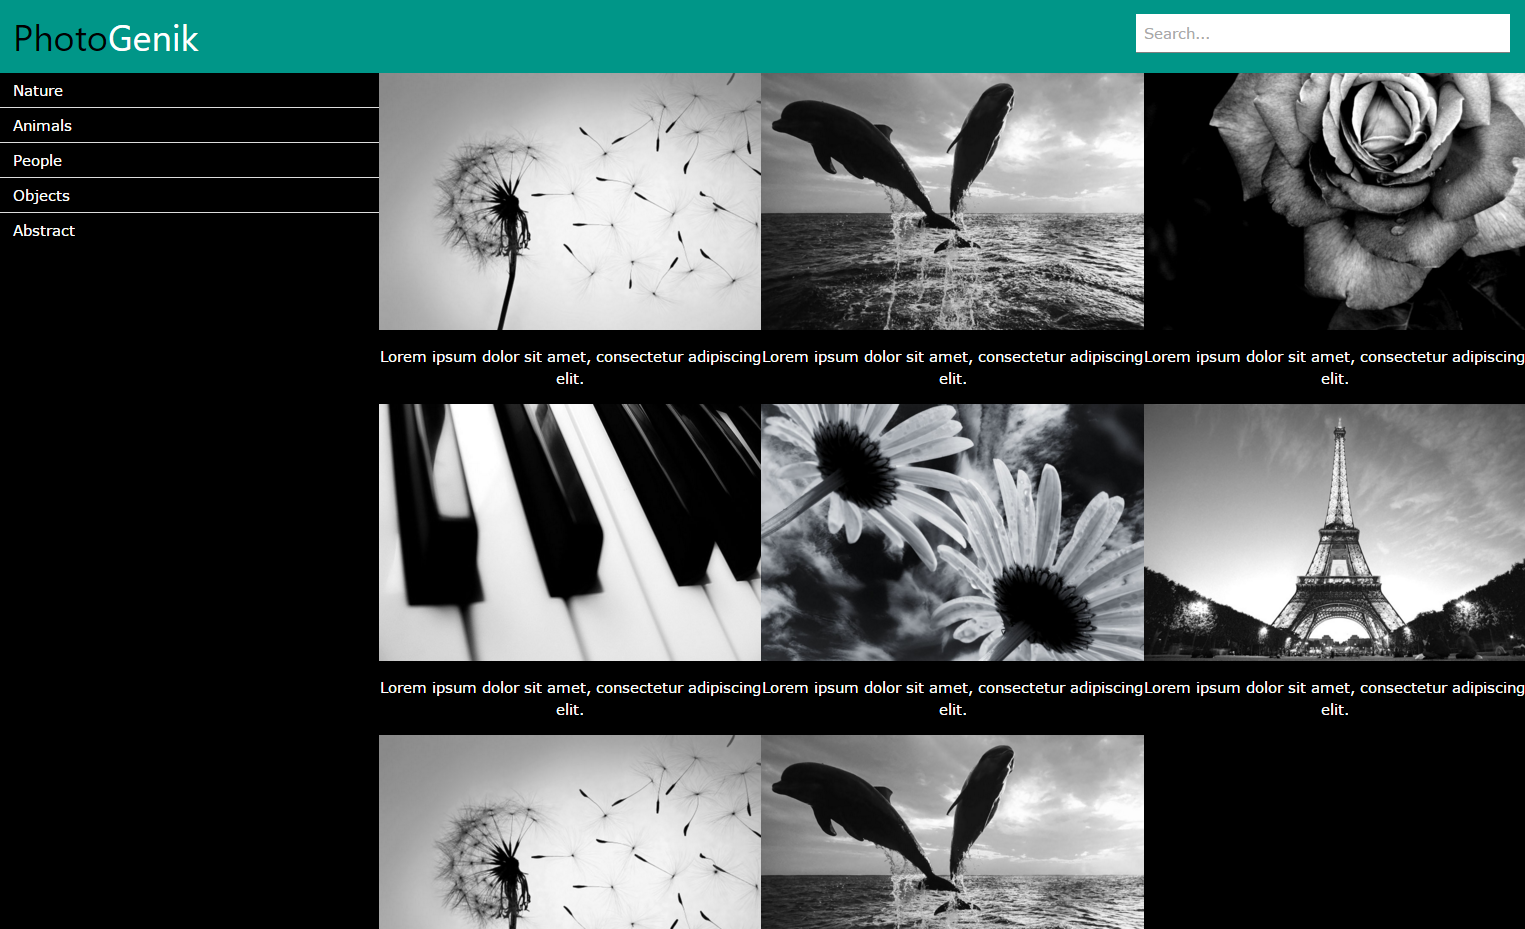 PhotoGenik
Search...
Nature
Animals
People
Objects
Abstract
Lorem ipsum dolor sit amet, consectetur adipiscing
elit.
Lorem ipsum dolor sit amet, consectetur adipiscing
elit.
Lorem ipsum dolor sit amet, consectetur adipiscing
elit.
Lorem ipsum dolor sit amet, consectetur adipiscing
elit.
Lorem ipsum dolor sit amet, consectetur adipiscing
elit.
Lorem ipsum dolor sit amet, consectetur adipiscing
elit.